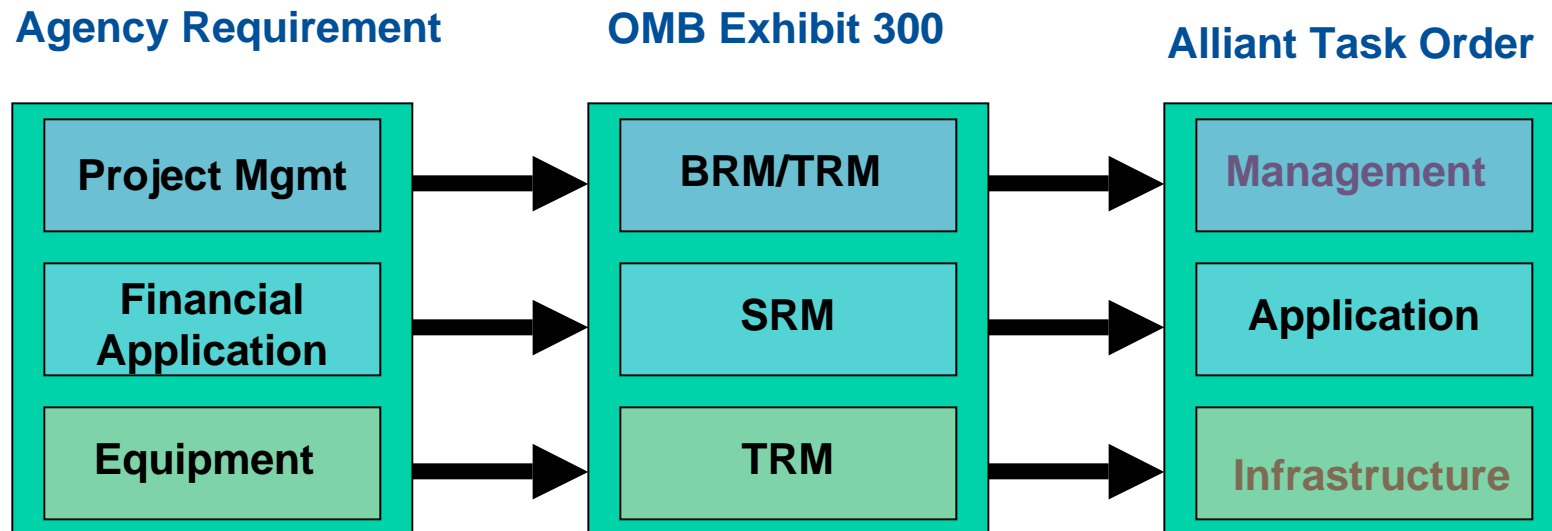 Agency Requirement
OMB Exhibit 300
Alliant Task Order
Project Mgmt
BRM/TRM
Management
Financial
Application
SRM
Application
Equipment
TRM
Infrastructure